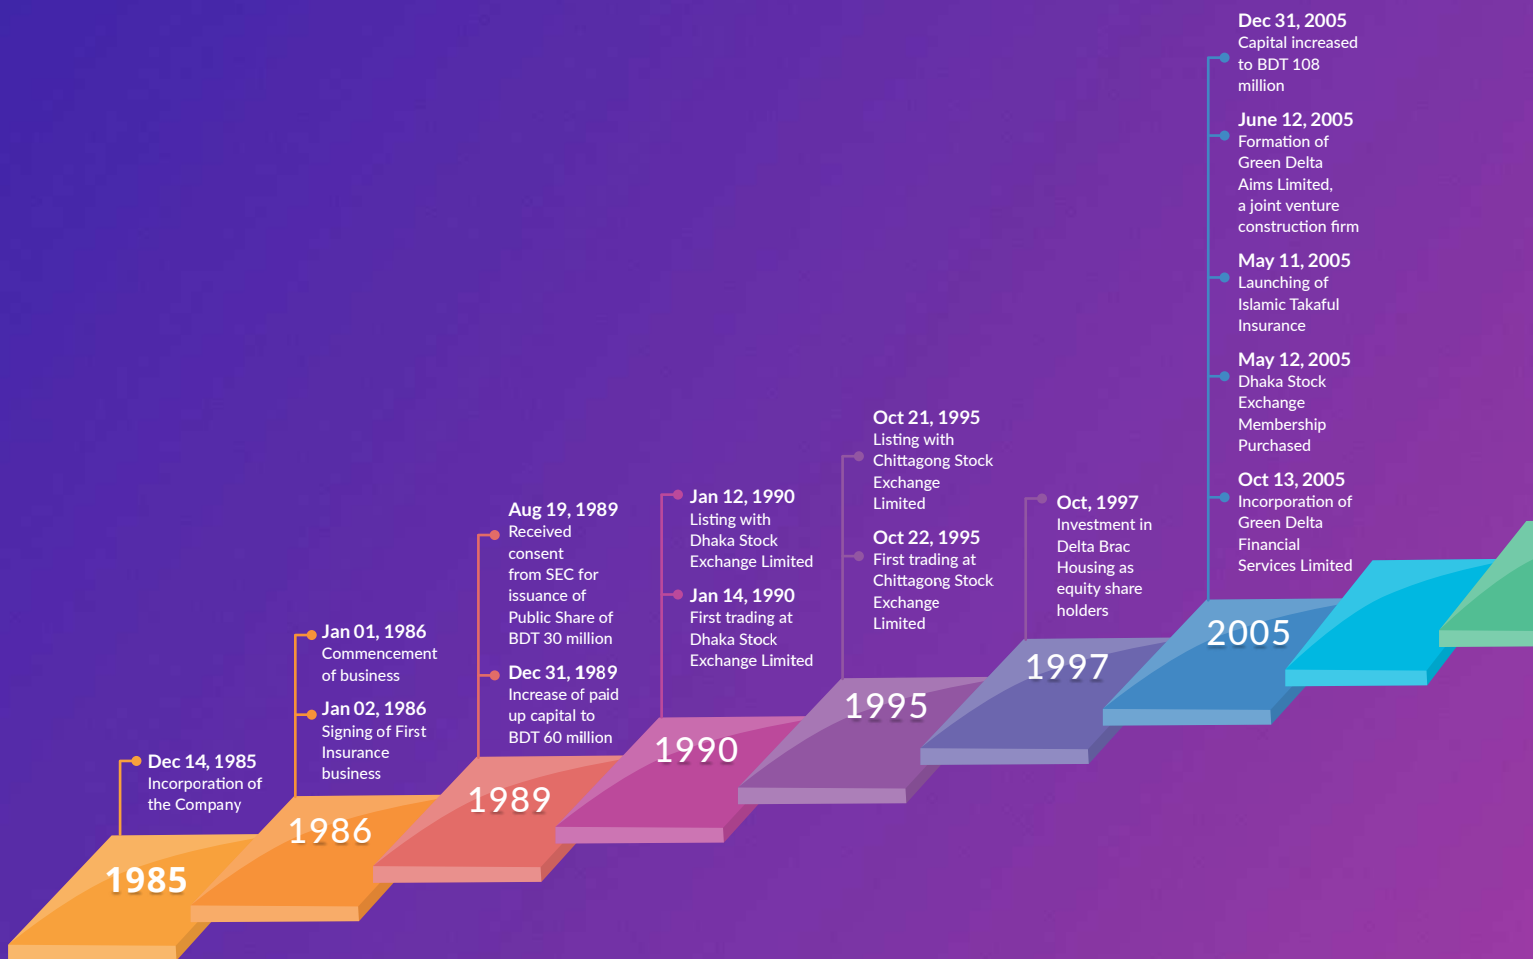 Dec 14, 1985
Incorporation of
the Company
1985
Jan 01, 1986
Commencement
of business
Jan 02, 1986
Signing of First
Insurance
business
1986
Aug 19, 1989
Received
consent
from SEC for
issuance of
Public Share of
BDT 30 million
Dec 31, 1989
Increase of paid
up capital to
BDT 60 million
1989
Jan 12, 1990
Listing with
Dhaka Stock
Exchange Limited
Jan 14, 1990
First trading at
Dhaka Stock
Exchange Limited
1990
Oct 21, 1995
Listing with
Chittagong Stock
Exchange
Limited
Oct 22, 1995
First trading at
Chittagong Stock
Exchange
Limited
1995
Oct, 1997
Investment in
Delta Brac
Housing as
equity share
holders
1997
Dec 31, 2005
Capital increased
to BDT 108
million
June 12, 2005
Formation of
Green Delta
Aims Limited,
a joint venture
construction firm
May 11, 2005
Launching of
Islamic Takaful
Insurance
May 12, 2005
Dhaka Stock
Exchange
Membership
Purchased
Oct 13, 2005
Incorporation of
Green Delta
Financial
Services Limited
2005